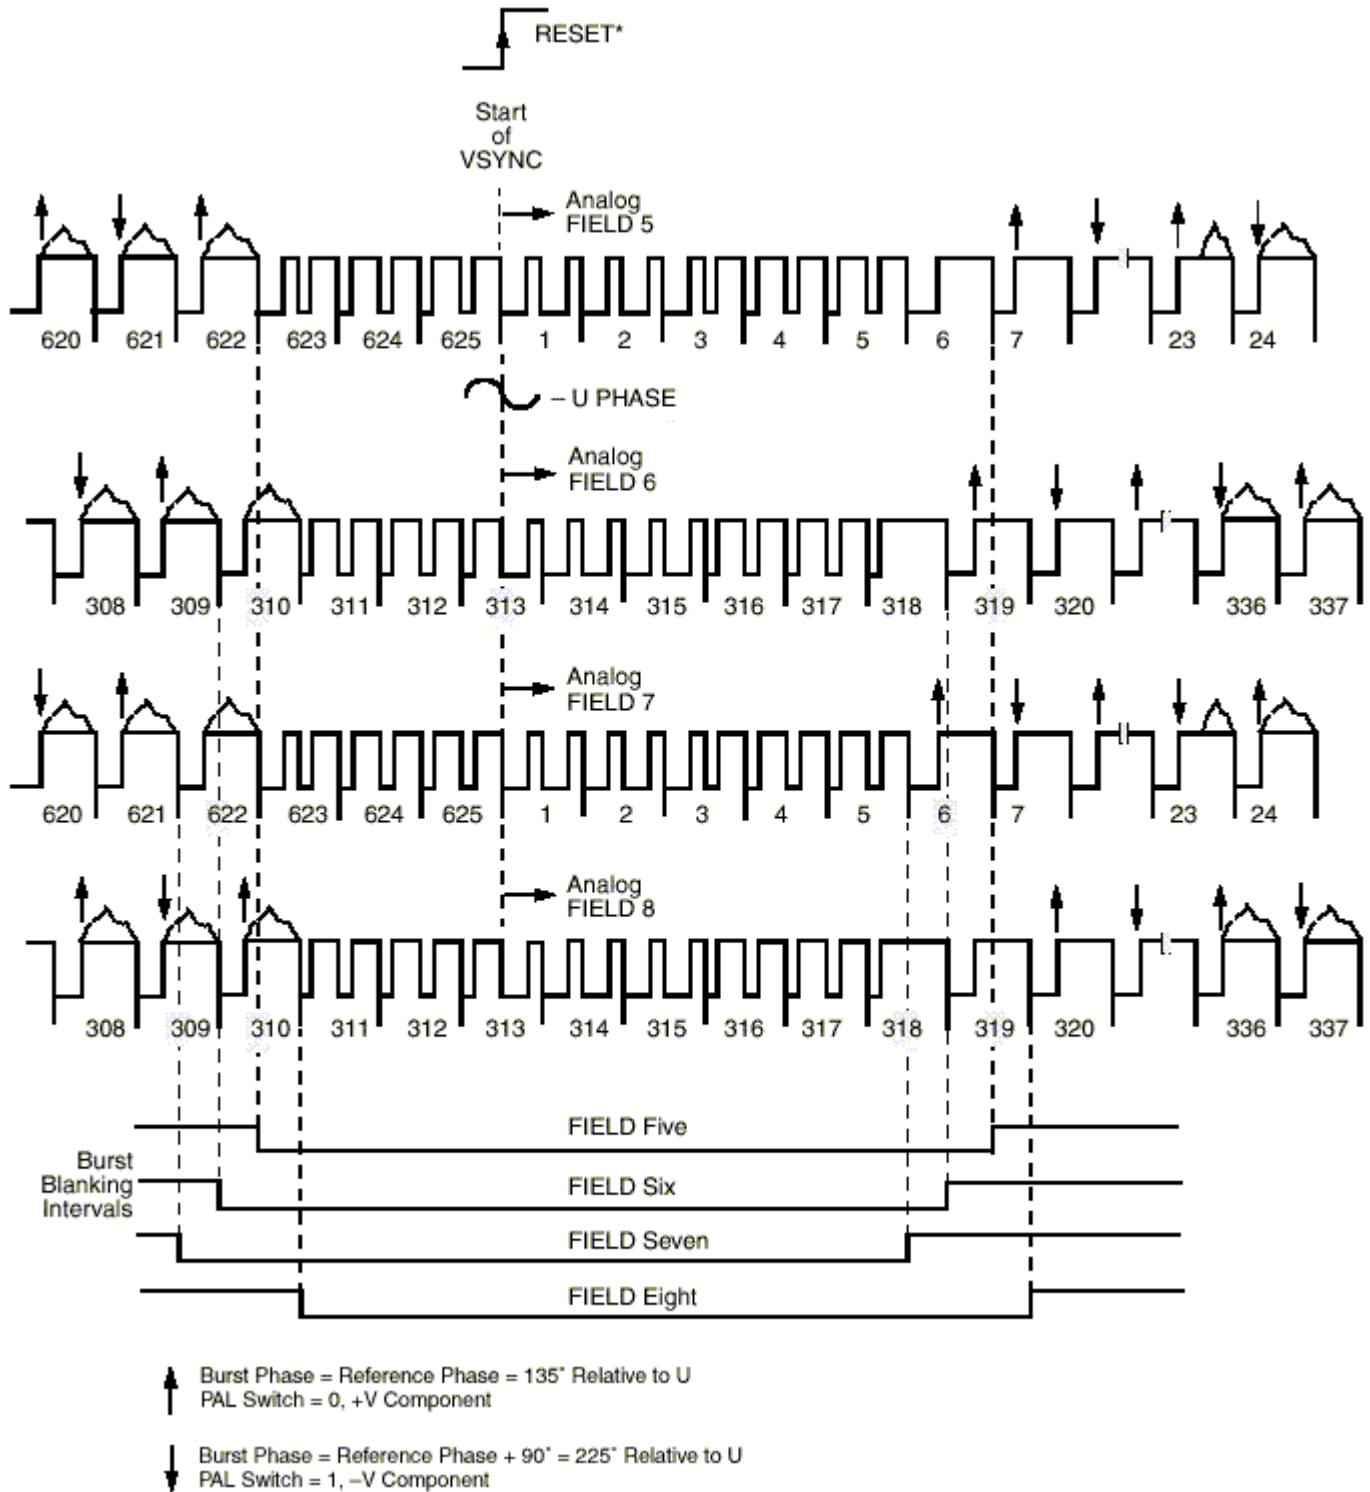 RESET*
Start
of
VSYNC
Analog
FIELD 5
620 621 622 623 624 625 1 2 3 4 5 6 7 23 24
– U PHASE
Analog
FIELD 6
308 309 310 311 312 313 314 315 316 317 318 319 320 336 337
Analog
FIELD 7
620 621 622 623 624 625 1 2 3 4 5 6 7 23 24
Analog
FIELD 8
308 309 310 311 312 313 314 315 316 317 318 319 320 336 337
FIELD Five
Burst
Blanking
Intervals
FIELD Six
FIELD Seven
FIELD Eight
Burst Phase = Reference Phase = 135° Relative to U
PAL Switch = 0, +V Component
Burst Phase = Reference Phase + 90° = 225° Relative to U
PAL Switch = 1, –V Component